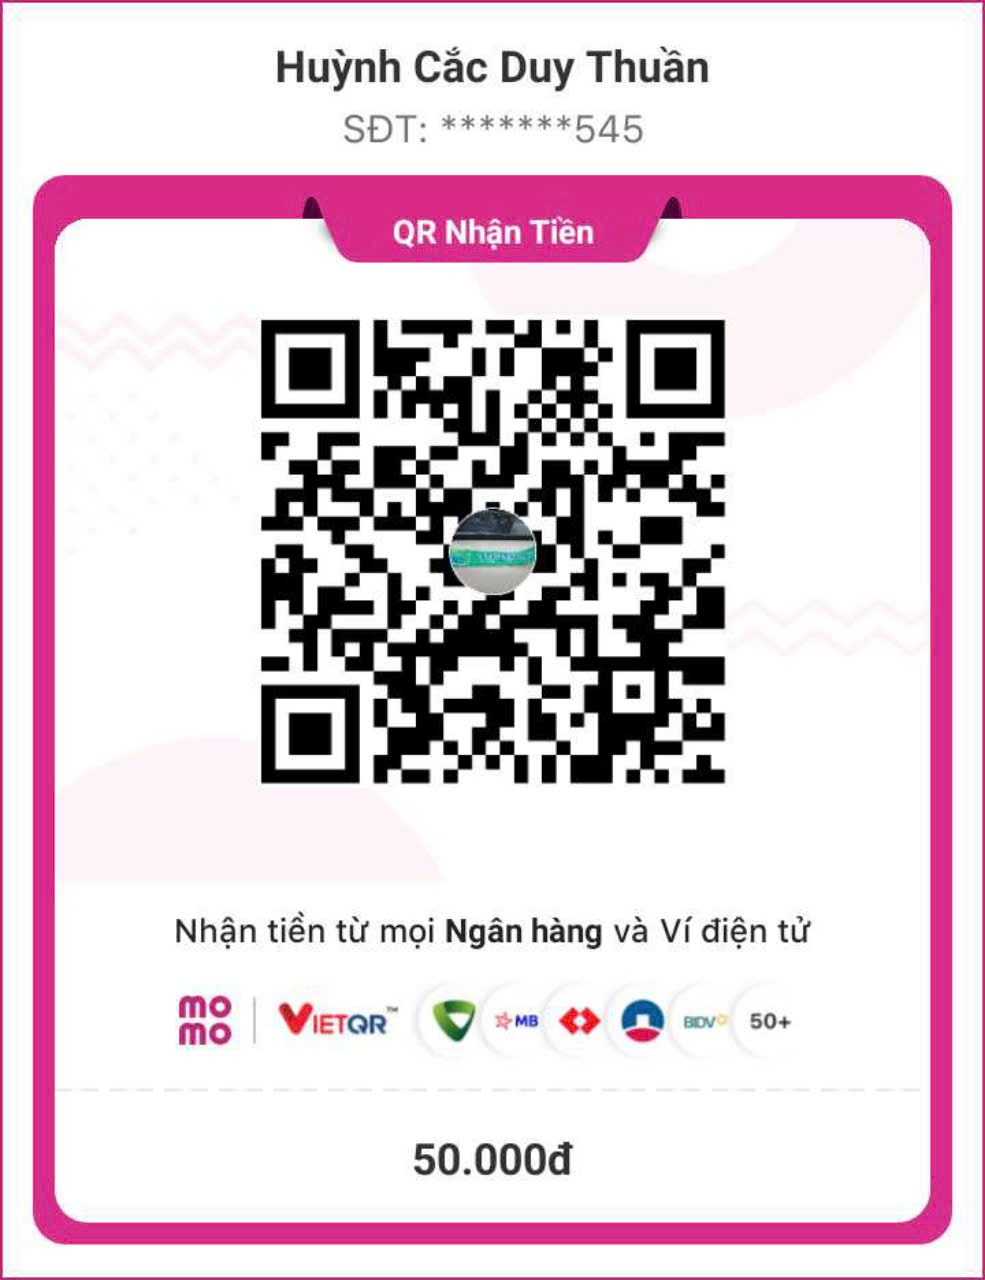 Huỳnh Cắc Duy Thuần
SĐT: *******545
QR Nhận Tiền
Nhận tiền từ mọi Ngân hàng và Ví điện tử
mo
mo
VIETQR™
MB
BIDV
50+
50.000đ